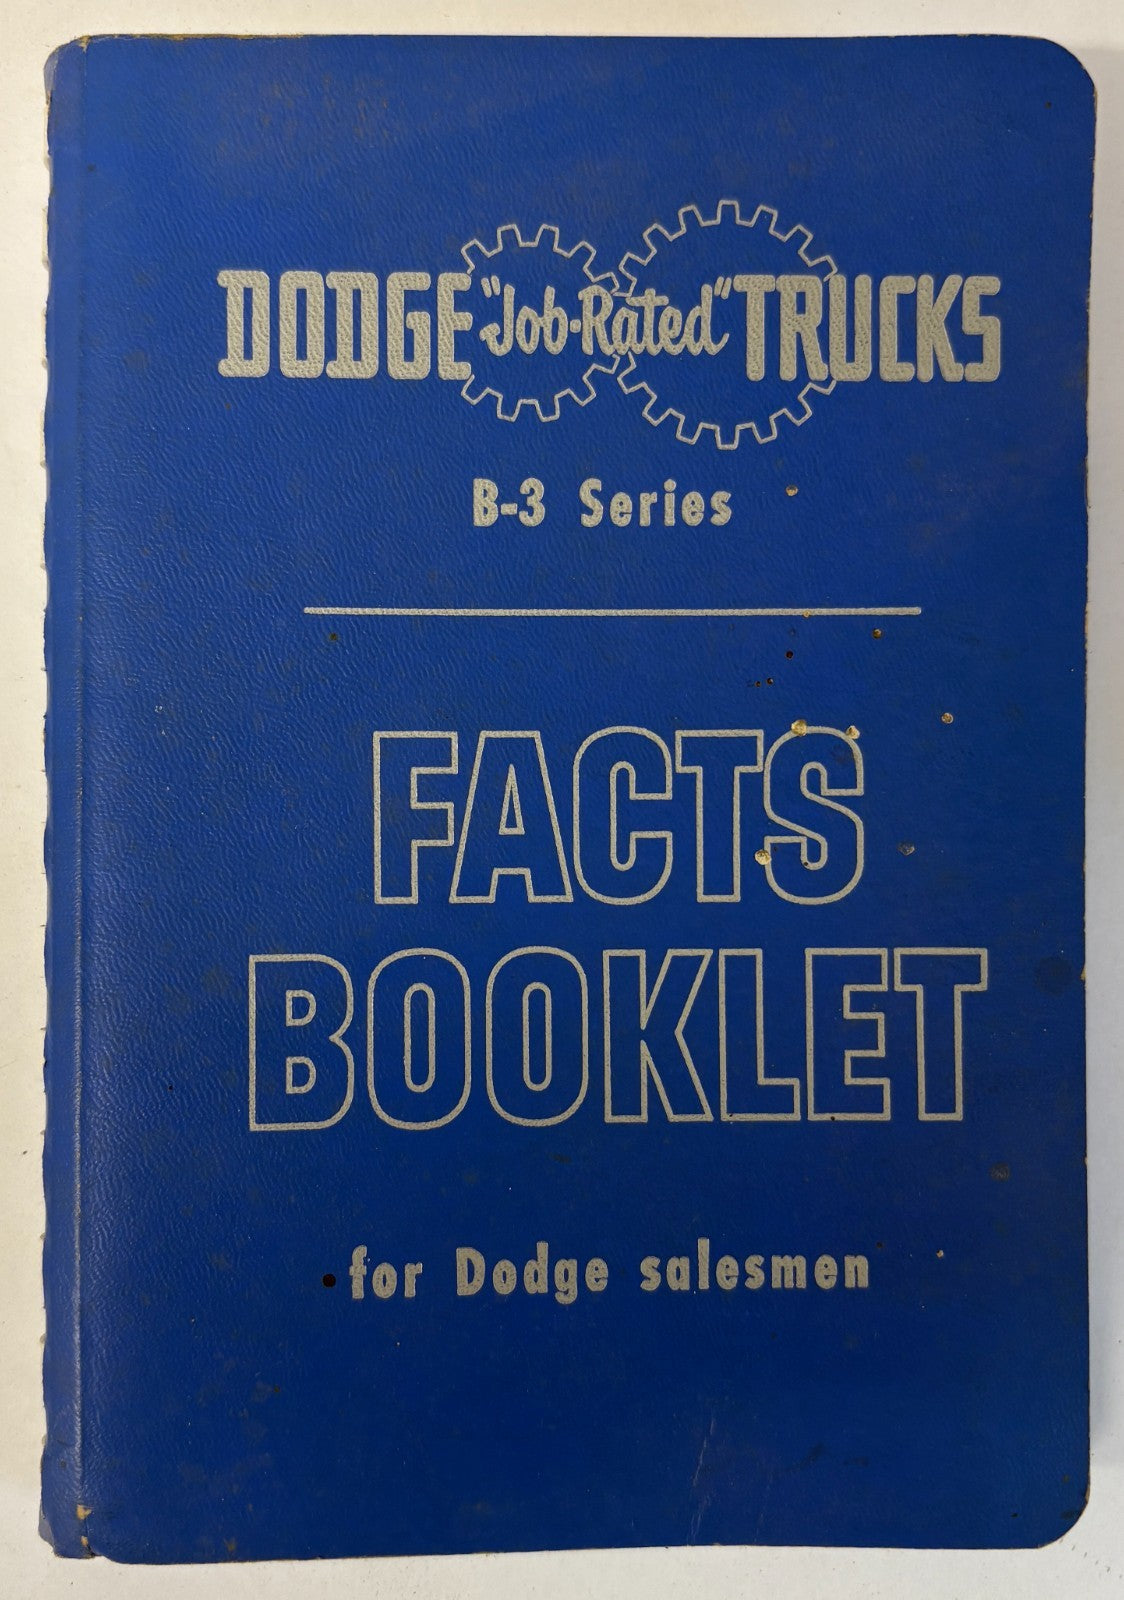 DODGE "Job-Rated" TRUCKS
B-3 Series
FACTS
BOOKLET
for Dodge salesmen